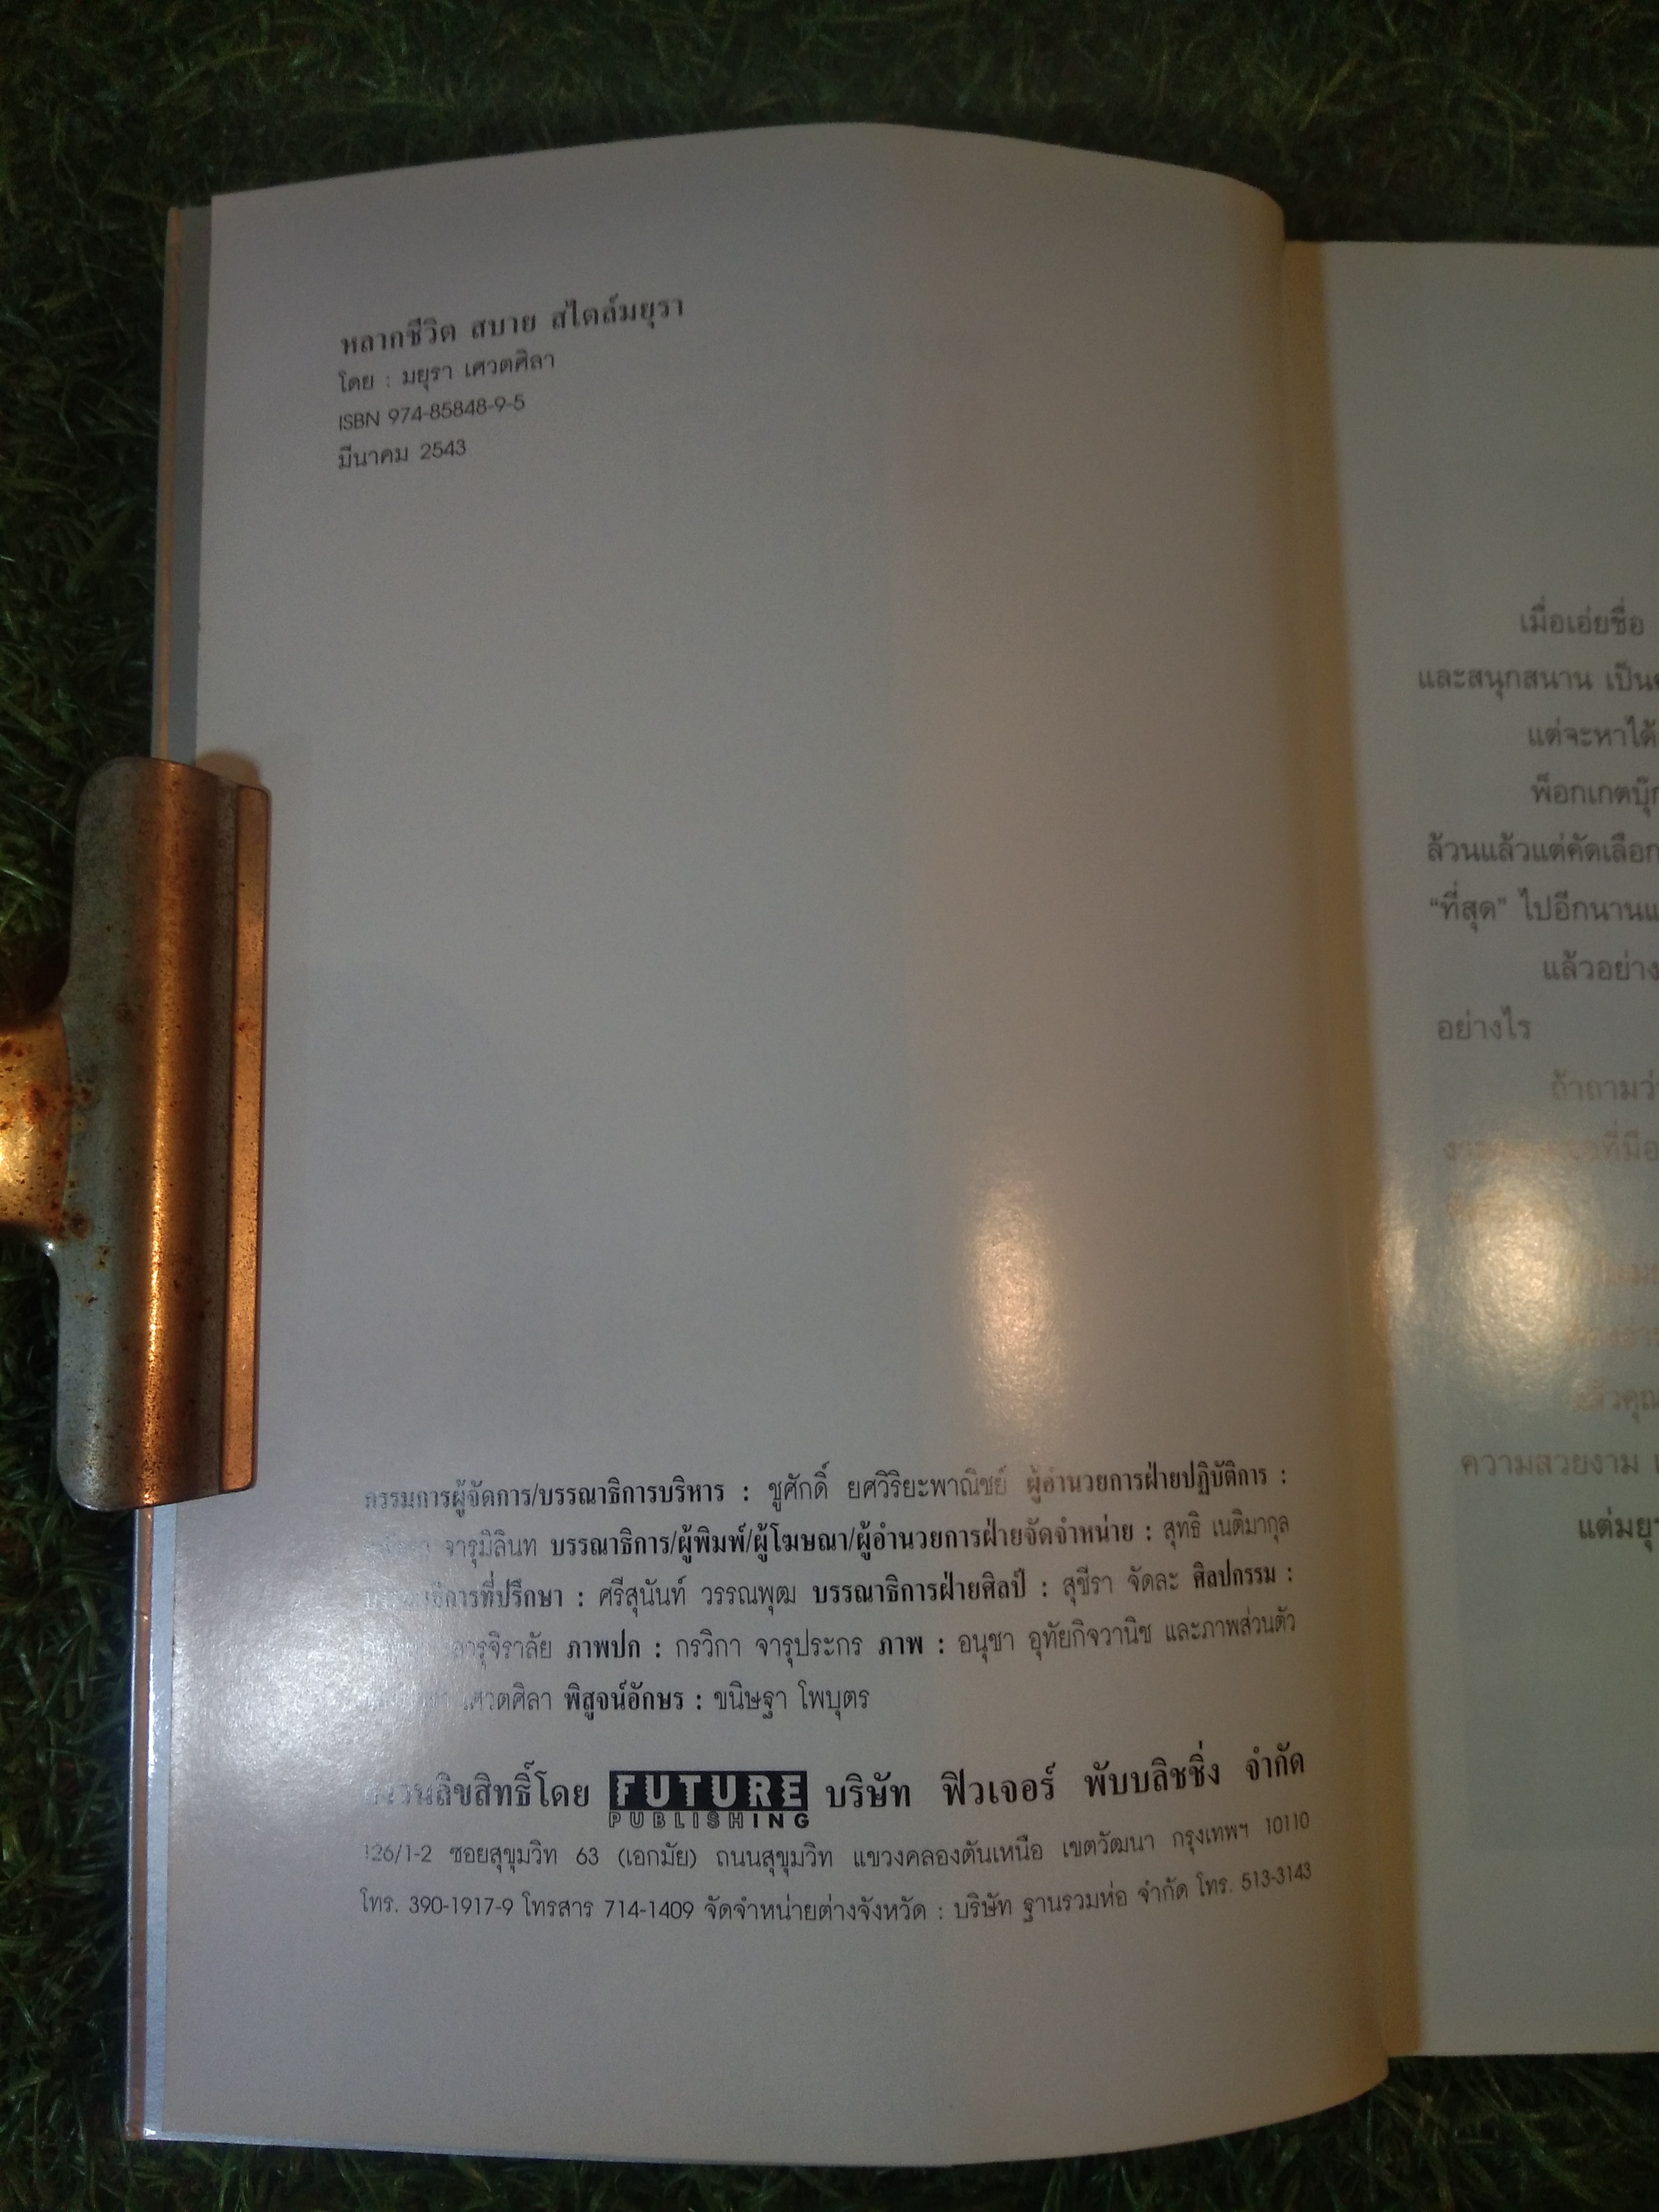 หลากชีวิต สบาย สไตล์มยุรา
โดย : มยุรา เศวตศิลา
ISBN 974-85848-9-5
มีนาคม 2543
กรรมการผู้จัดการ/บรรณาธิการบริหาร : ชูศักดิ์ ยศวิริยะพาณิชย์ ผู้อำนวยการฝ่ายปฏิบัติการ :
จารุมิลินท บรรณาธิการ/ผู้พิมพ์/ผู้โฆษณา/ผู้อำนวยการฝ่ายจัดจำหน่าย : สุทธิ เนติมากุล
บรรณาธิการที่ปรึกษา : ศรีสุนันท์ วรรณพุฒ บรรณาธิการฝ่ายศิลป์ : สุชีรา จัดละ ศิลปกรรม :
จารุจิราลัย ภาพปก : กรวิกา จารุประกร ภาพ : อนุชา อุทัยกิจวานิช และภาพส่วนตัว
เศวตศิลา พิสูจน์อักษร : ขนิษฐา โพบุตร
สงวนลิขสิทธิ์โดย FUTURE PUBLISHING บริษัท ฟิวเจอร์ พับบลิชชิ่ง จำกัด
126/1-2 ซอยสุขุมวิท 63 (เอกมัย) ถนนสุขุมวิท แขวงคลองตันเหนือ เขตวัฒนา กรุงเทพฯ 10110
โทร. 390-1917-9 โทรสาร 714-1409 จัดจำหน่ายต่างจังหวัด : บริษัท ฐานรวมห่อ จำกัด โทร. 513-3143
เมื่อเอ่ยชื่อ
และสนุกสนาน
แต่จะหาได้
ล้วนแล้วแต่คัดเลือก
“ที่สุด” ไปอีกนาน
แล้วอย่าง
อย่างไร
ความสวยงาม